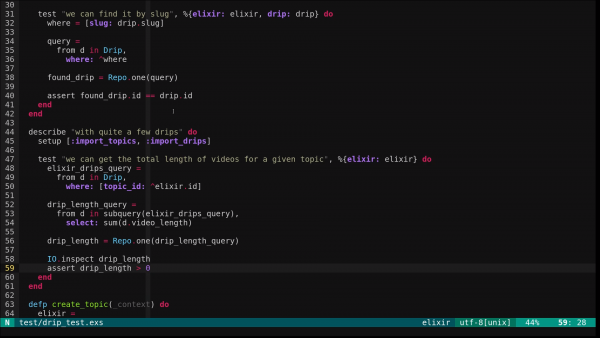 30
31 test "we can find it by slug", %{elixir: elixir, drip: drip} do
32 where = [slug: drip.slug]
33
34 query =
35 from d in Drip,
36 where: ^where
37
38 found_drip = Repo.one(query)
39
40 assert found_drip.id == drip.id
41 end
42 end
43
44 describe "with quite a few drips" do
45 setup [:import_topics, :import_drips]
46
47 test "we can get the total length of videos for a given topic", %{elixir: elixir} do
48 elixir_drips_query =
49 from d in Drip,
50 where: [topic_id: ^elixir.id]
51
52 drip_length_query =
53 from d in subquery(elixir_drips_query),
54 select: sum(d.video_length)
55
56 drip_length = Repo.one(drip_length_query)
57
58 IO.inspect drip_length
59 assert drip_length > 0
60 end
61 end
62
63 defp create_topic(_context) do
64 elixir =
N test/drip_test.exs elixir utf-8[unix] 44% 59: 28